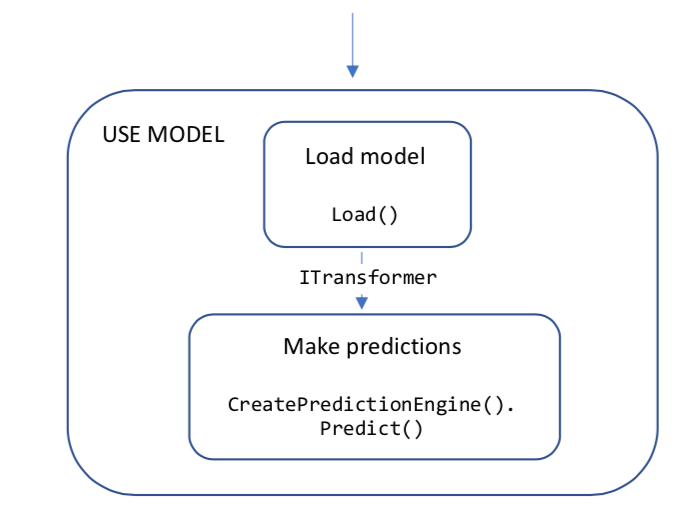 USE MODEL
Load model
Load()
ITransformer
Make predictions
CreatePredictionEngine().
Predict()